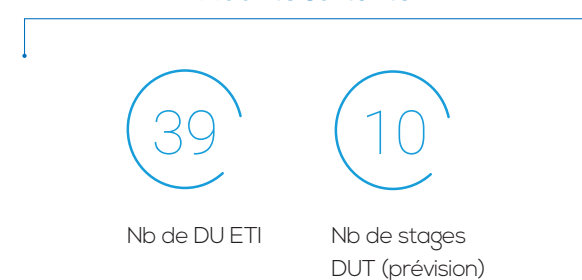 39
10
Nb de DU ETI
Nb de stages
DUT (prévision)